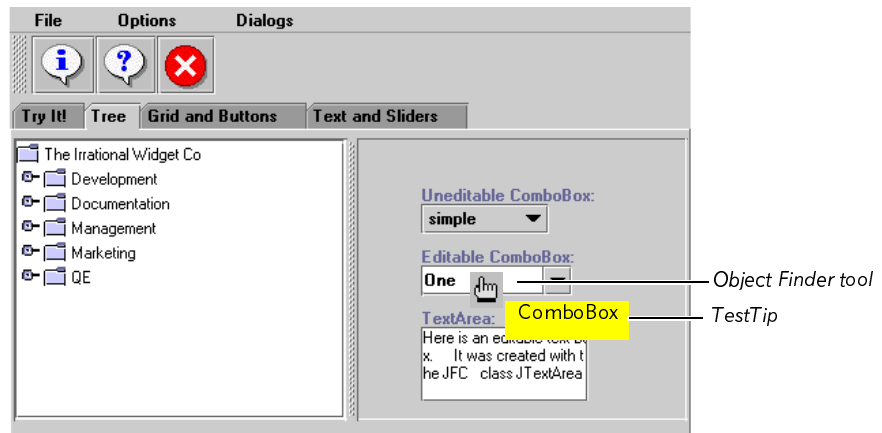 File Options Dialogs
i ?
Try It! Tree Grid and Buttons Text and Sliders
The Irrational Widget Co
Development
Documentation
Management
Marketing
QE
Uneditable ComboBox:
simple
Editable ComboBox:
One
Object Finder tool
TextArea:
ComboBox
TestTip
Here is an editable text
x. It was created with t
he JFC class JTextArea